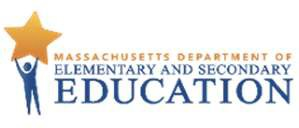 MASSACHUSETTS DEPARTMENT OF
ELEMENTARY AND SECONDARY
EDUCATION